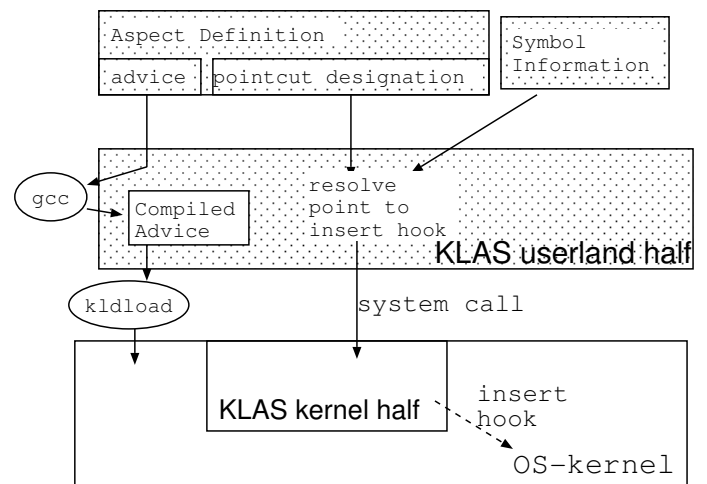 Aspect Definition
advice
pointcut designation
Symbol
Information
gcc
Compiled
Advice
resolve
point to
insert hook
KLAS userland half
kldload
system call
KLAS kernel half
insert
hook
OS-kernel